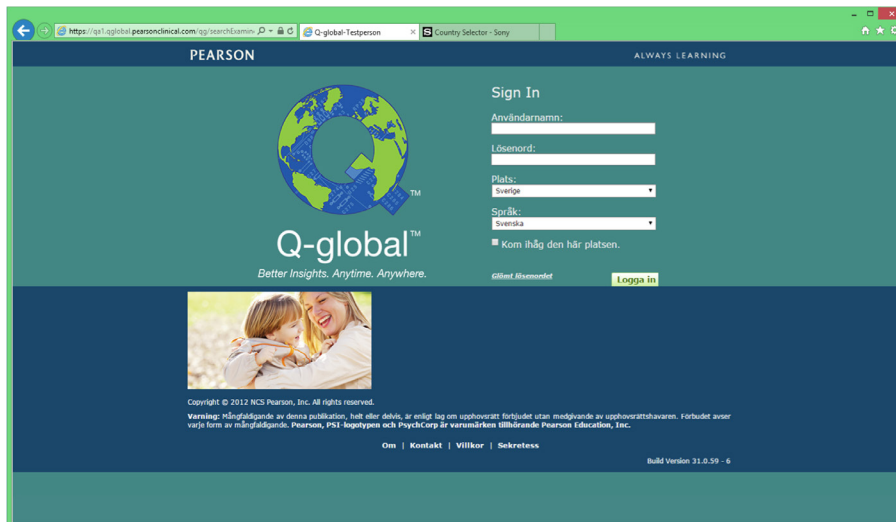 https://qa1.qglobal.pearsonclinical.com/qg/searchExamin
Q-global-Testperson
Country Selector - Sony
PEARSON
ALWAYS LEARNING
Sign In
Användarnamn:
Lösenord:
Plats:
Sverige
Språk:
Svenska
Kom ihåg den här platsen.
Glömt lösenordet
Logga in
Q-global™
Better Insights. Anytime. Anywhere.
Copyright © 2012 NCS Pearson, Inc. All rights reserved.
Varning: Mångfaldigande av denna publikation, helt eller delvis, är enligt lag om upphovsrätt förbjudet utan medgivande av upphovsrättshavaren. Förbudet avser
varje form av mångfaldigande. Pearson, PSI-logotypen och PsychCorp är varumärken tillhörande Pearson Education, Inc.
Om | Kontakt | Villkor | Sekretess
Build Version 31.0.59 - 6